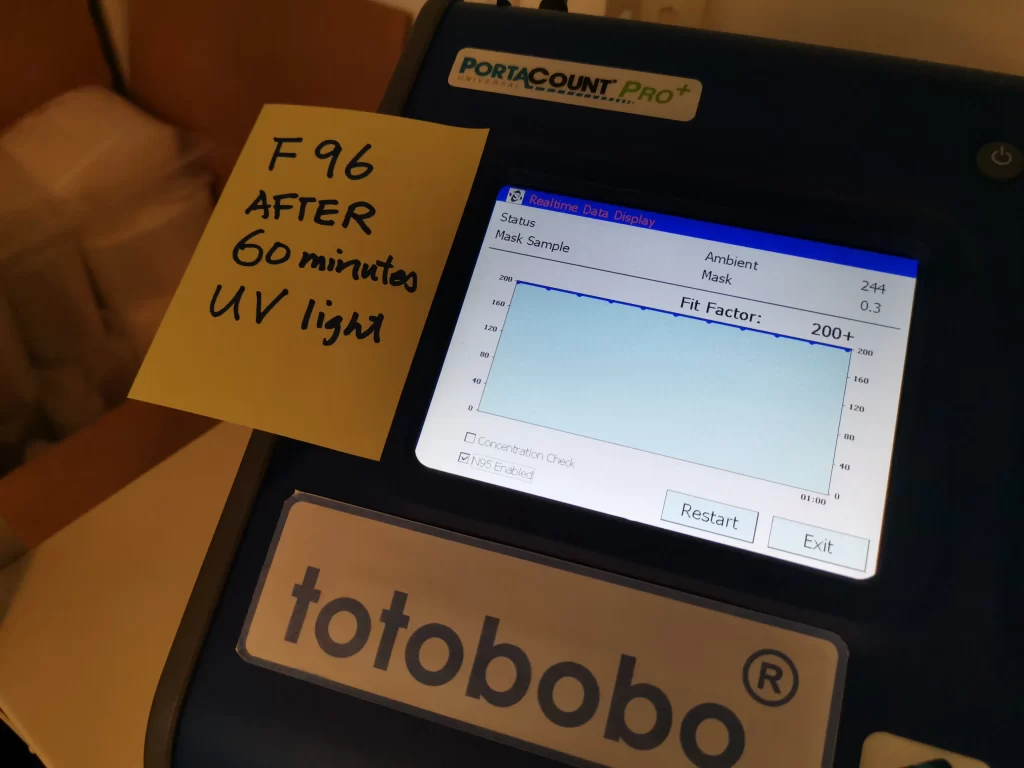 PORTACOUNT® PRO+
UNIVERSAL
F 96
AFTER
60 minutes
UV light
Realtime Data Display
Status
Mask Sample
Ambient 244
Mask 0.3
Fit Factor: 200+
200
160
120
80
40
0
200
160
120
80
40
0
01:00
Concentration Check
N95 Enabled
Restart
Exit
totobobo®